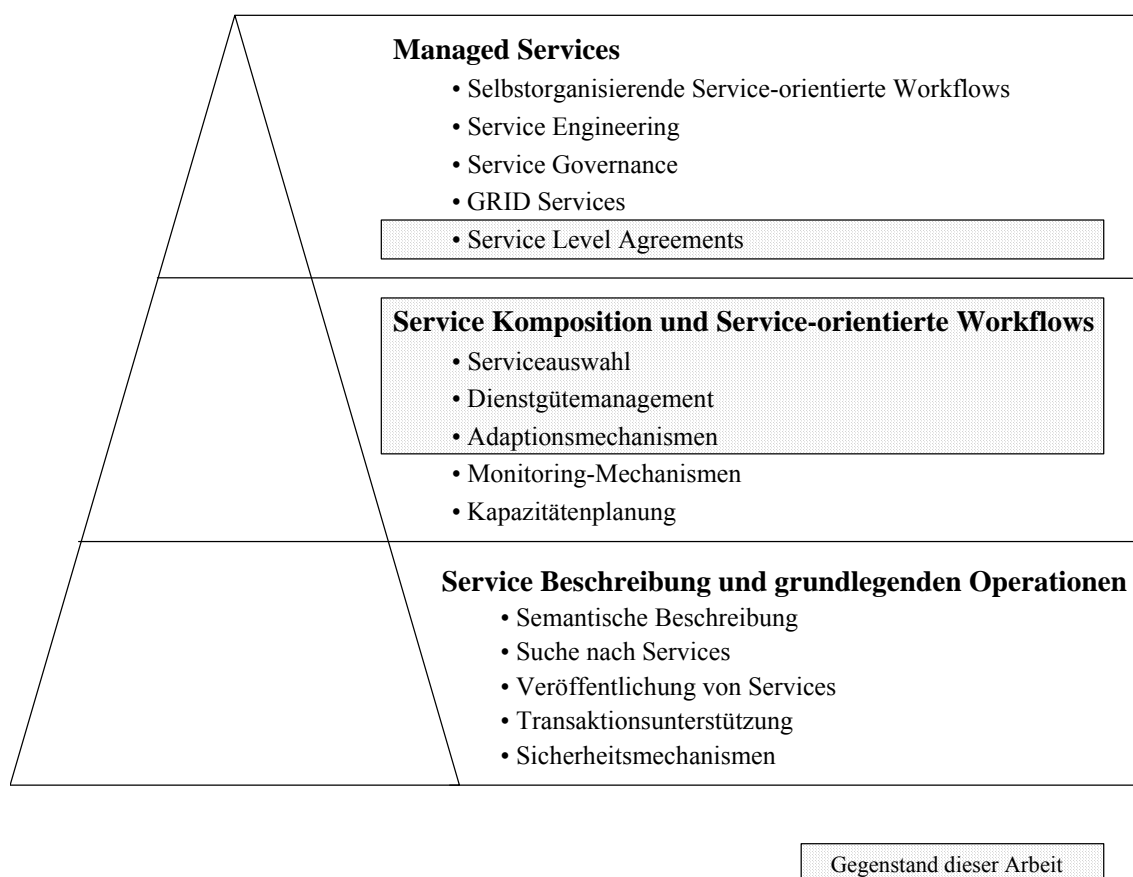 Managed Services
• Selbstorganisierende Service-orientierte Workflows
• Service Engineering
• Service Governance
• GRID Services
• Service Level Agreements
Service Komposition und Service-orientierte Workflows
• Serviceauswahl
• Dienstgütemanagement
• Adaptionsmechanismen
• Monitoring-Mechanismen
• Kapazitätenplanung
Service Beschreibung und grundlegenden Operationen
• Semantische Beschreibung
• Suche nach Services
• Veröffentlichung von Services
• Transaktionsunterstützung
• Sicherheitsmechanismen
Gegenstand dieser Arbeit